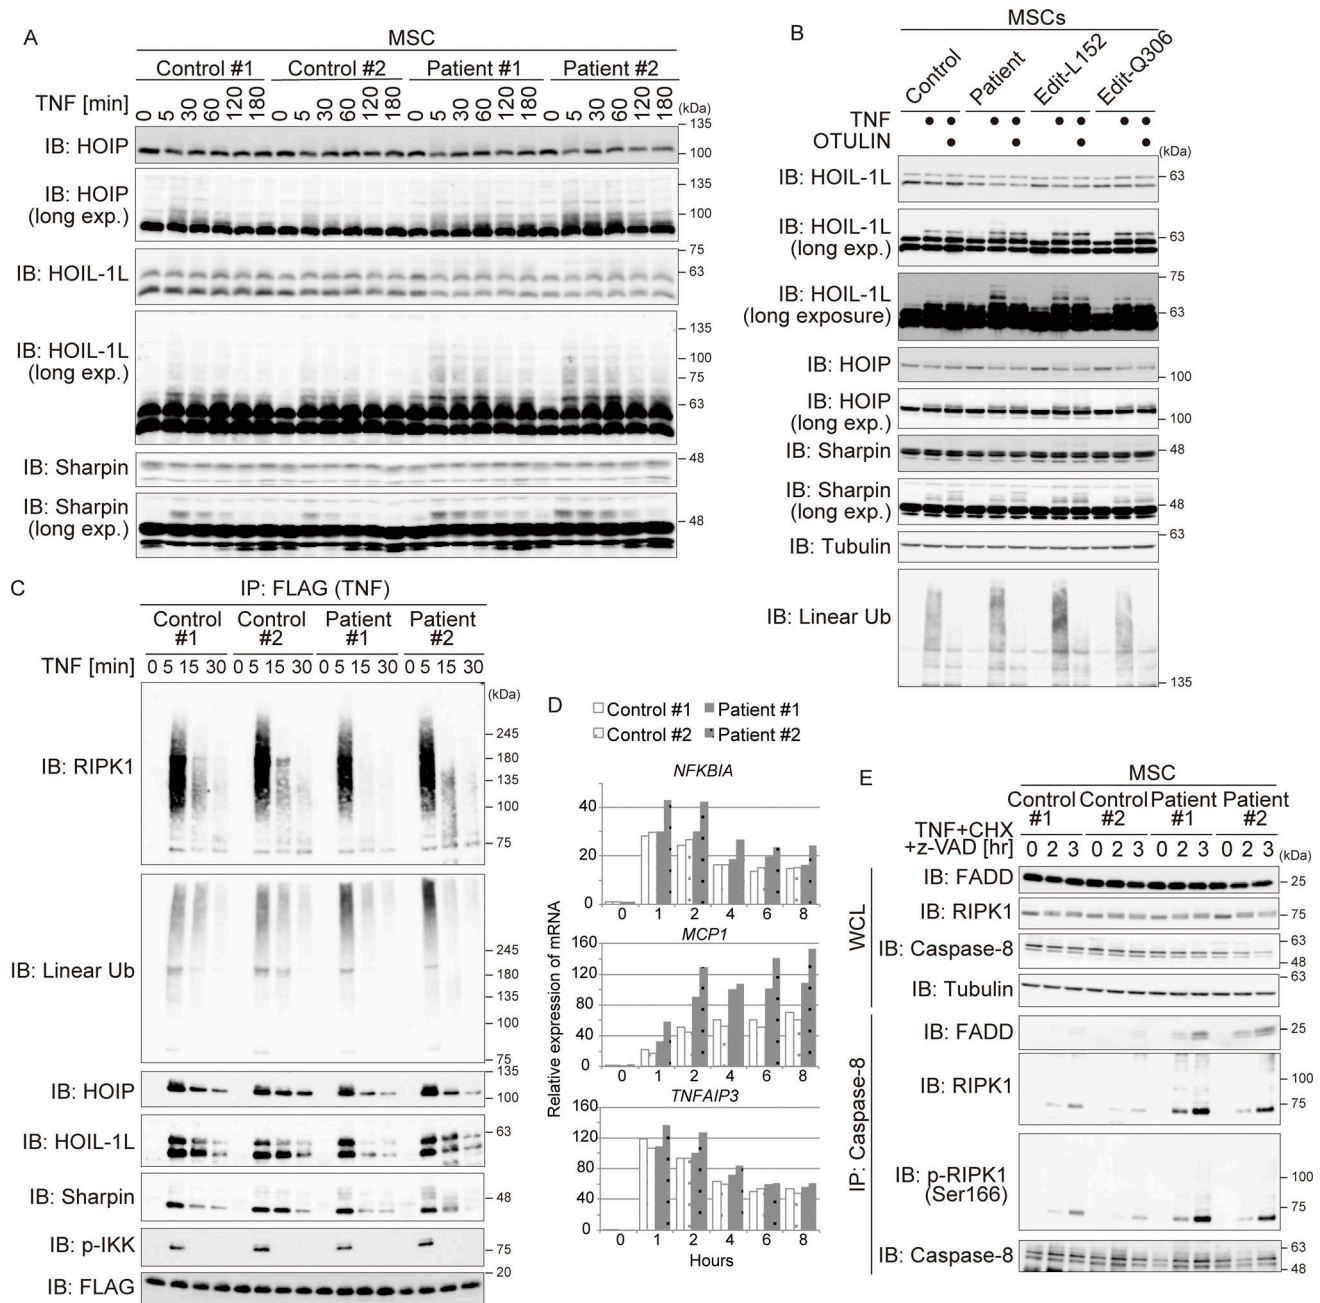 A
MSC
Control #1 Control #2 Patient #1 Patient #2
TNF [min] 0 5 30 60 120 180 0 5 30 60 120 180 0 5 30 60 120 180 0 5 30 60 120 180 (kDa)
135
IB: HOIP
100
IB: HOIP
(long exp.)
135
100
75
IB: HOIL-1L
63
IB: HOIL-1L
(long exp.)
135
100
75
63
IB: Sharpin
48
IB: Sharpin
(long exp.)
48
B
MSCs
Control Patient Edit-L152 Edit-Q306
TNF • • • •
OTULIN • • • •
(kDa)
IB: HOIL-1L
63
IB: HOIL-1L
(long exp.)
63
IB: HOIL-1L
(long exposure)
75
63
IB: HOIP
100
IB: HOIP
(long exp.)
100
IB: Sharpin
48
IB: Sharpin
(long exp.)
48
63
IB: Tubulin
IB: Linear Ub
135
C
IP: FLAG (TNF)
Control #1 Control #2 Patient #1 Patient #2
TNF [min] 0 5 15 30 0 5 15 30 0 5 15 30 0 5 15 30
(kDa)
IB: RIPK1
245
180
135
100
75
IB: Linear Ub
245
180
135
100
75
135
IB: HOIP
100
IB: HOIL-1L
63
IB: Sharpin
48
IB: p-IKK
75
20
IB: FLAG
D
Control #1 Patient #1
Control #2 Patient #2
Relative expression of mRNA
NFKBIA
40
20
0
0 1 2 4 6 8
MCP1
160
120
80
40
0
0 1 2 4 6 8
TNFAIP3
160
120
80
40
0
0 1 2 4 6 8
Hours
E
MSC
Control #1 Control #2 Patient #1 Patient #2
TNF+CHX
+z-VAD [hr] 0 2 3 0 2 3 0 2 3 0 2 3 (kDa)
WCL
IB: FADD
25
IB: RIPK1
75
IB: Caspase-8
63
48
IB: Tubulin
63
IP: Caspase-8
IB: FADD
25
IB: RIPK1
100
75
IB: p-RIPK1
(Ser166)
100
75
IB: Caspase-8
63
48